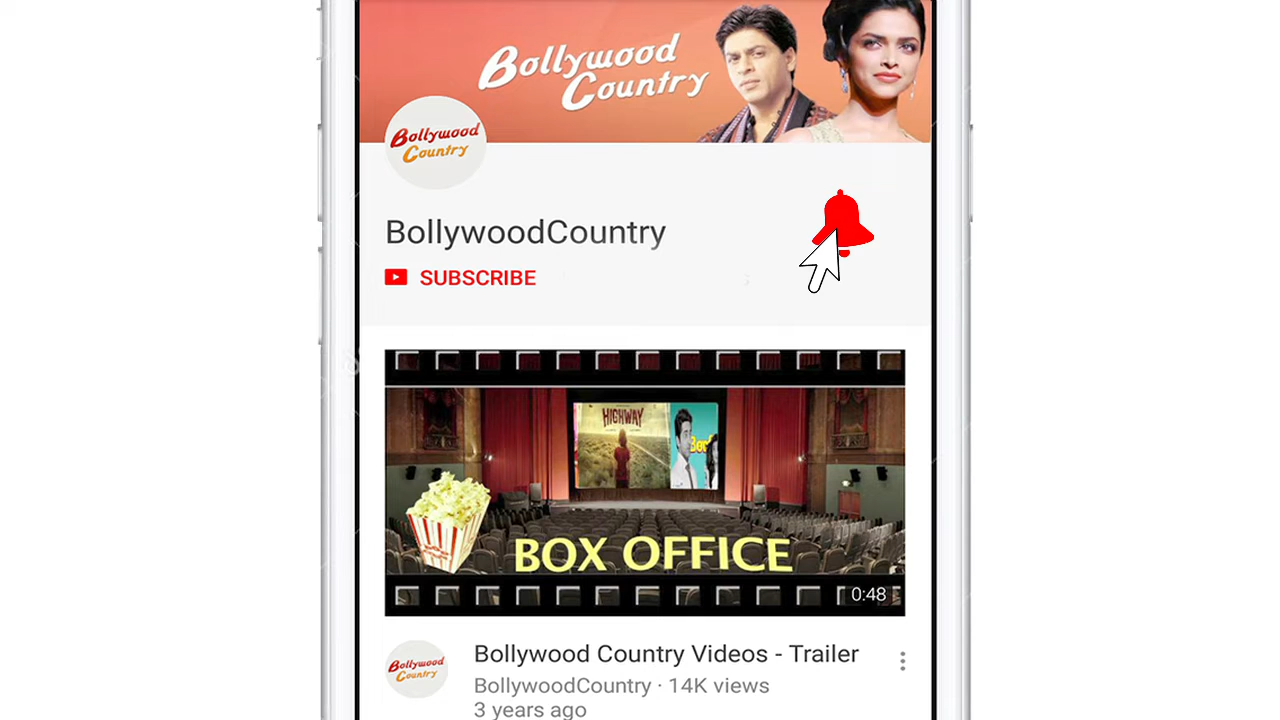 Bollywood
Country
Bollywood
Country
BollywoodCountry
SUBSCRIBE
HIGHWAY
BOX OFFICE
0:48
Bollywood Country Videos - Trailer
Bollywood
Country
BollywoodCountry · 14K views
3 years ago